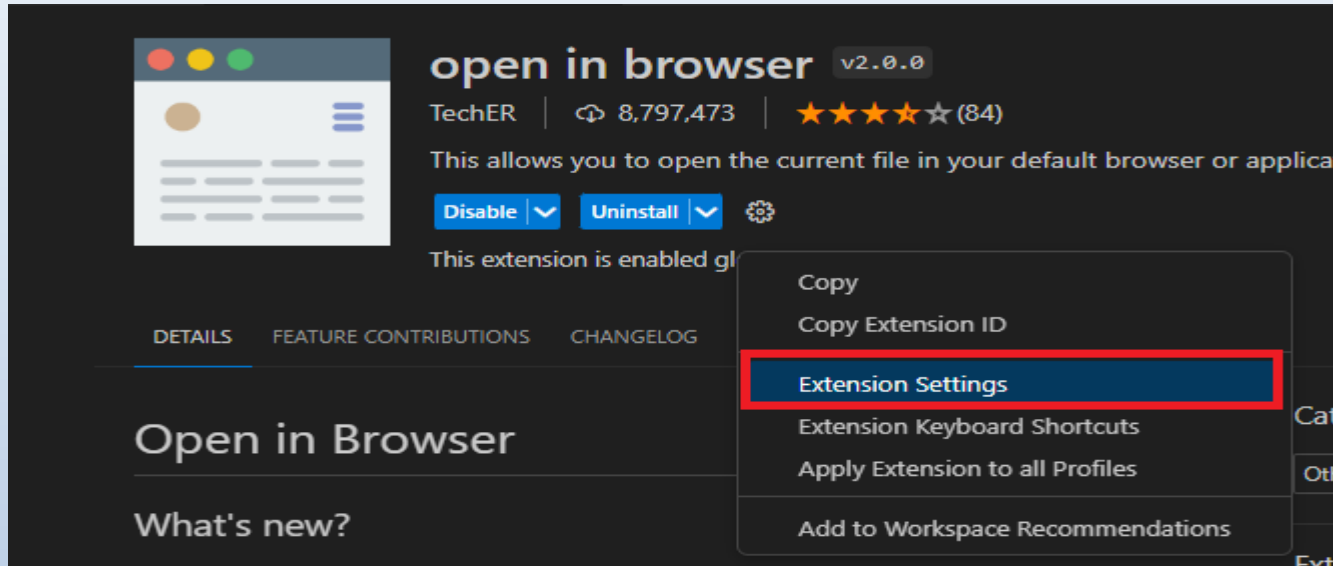 open in browser v2.0.0
TechER 8,797,473 (84)
This allows you to open the current file in your default browser or applica
Disable Uninstall
This extension is enabled gl
Copy
Copy Extension ID
DETAILS FEATURE CONTRIBUTIONS CHANGELOG
Extension Settings
Extension Keyboard Shortcuts
Cat
Open in Browser
Apply Extension to all Profiles
Oth
What's new?
Add to Workspace Recommendations
Ext